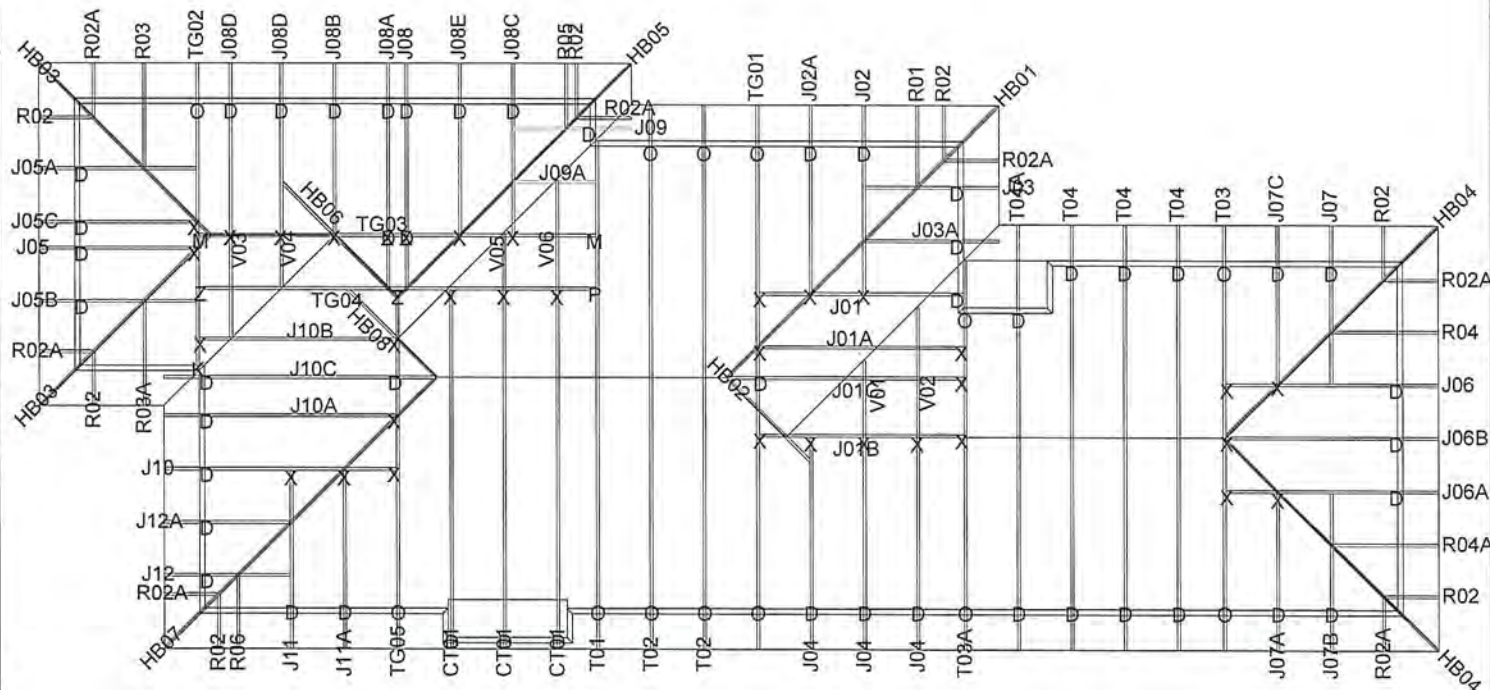 HB03
R02A
R03
TG02
J08D
J08D
J08B
J08A
J08
J08E
J08C
R05
R02
HB05
TG01
J02A
J02
R01
R02
HB01
R02
R02A
J09
O D D D D D D D
D
O O O D D
R02A
J05A
D
J09A
D
J03
T04A
T04
T04
T04
T03
J07C
J07
R02
HB04
HB06
TG03
J05C
D
X
M
X
X
X
M
J03A
D
J05
D
X
V03
V04
V05
V06
D D D O D D
R02A
J05B
D
Z
TG04
Z
X X X
P
X
X
J01
D
O D
HB08
J10B
X
X
J01A
X
X
R04
R02A
K
J10C
D
D
HB02
D
J01
V01
V02
X
J06
X
X
D
HB03
R02
R03A
J10A
D
X
X
X
J01B
X
X
J06B
X
D
J10
D
X
X
X
J06A
X
X
D
J12A
D
R04A
J12
D
R02A
R02
HB07
R02
R06
J11
J11A
TG05
CT01
CT01
CT01
T01
T02
T02
J04
J04
J04
T03A
J07A
J07B
R02A
HB04